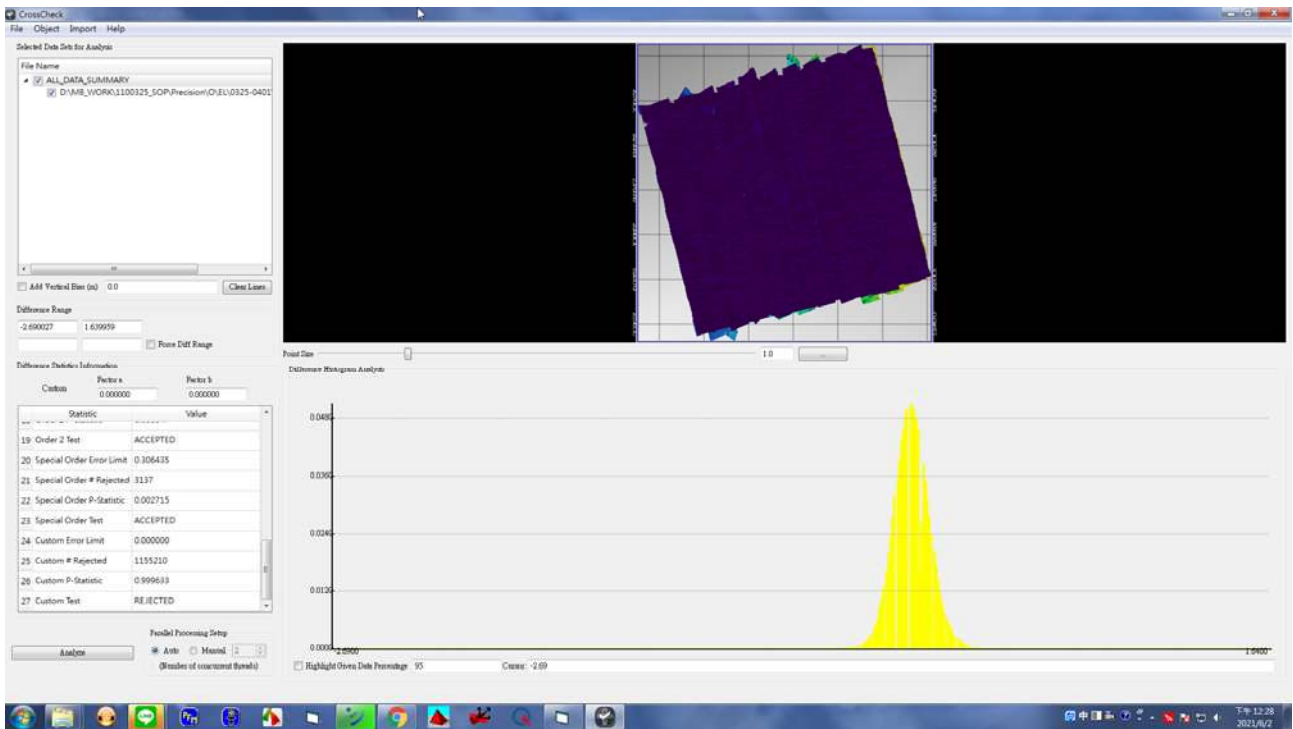 CrossCheck
File Object Import Help
Selected Data Sets for Analysis
File Name
ALL_DATA_SUMMARY
D:\MB_WORK\1100325_SOP\Precision\O\EL\0325-0401
Add Vertical Bias (m) 0.0 Clear Lines
Difference Range
-2.690027 1.639959
Force Diff Range
Point Size 1.0 ...
Difference Statistics Information
Difference Histogram Analysis
Custom Factor a Factor b
0.000000 0.000000
Statistic Value
19 Order 2 Test ACCEPTED
20 Special Order Error Limit 0.306435
21 Special Order # Rejected 3137
22 Special Order P-Statistic 0.002715
23 Special Order Test ACCEPTED
24 Custom Error Limit 0.000000
25 Custom # Rejected 1155210
26 Custom P-Statistic 0.999633
27 Custom Test REJECTED
0.0480
0.0360
0.0240
0.0120
0.0000
-2.6900 1.6400
Parallel Processing Setup
Analyze Auto Manual 2
(Number of concurrent threads)
Highlight Given Data Percentage 95 Cursor: -2.69
下午 12:28
2021/6/2